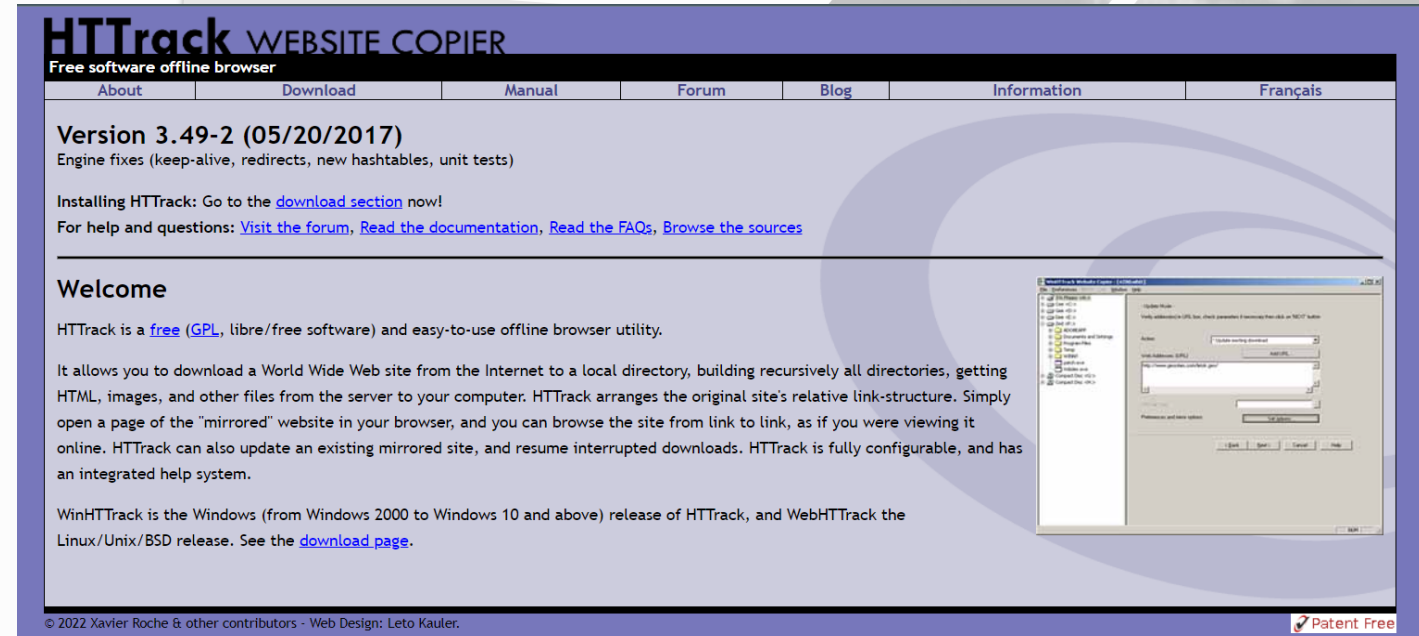 HTTrack WEBSITE COPIER
Free software offline browser
About Download Manual Forum Blog Information Français
Version 3.49-2 (05/20/2017)
Engine fixes (keep-alive, redirects, new hashtables, unit tests)
Installing HTTrack: Go to the download section now!
For help and questions: Visit the forum, Read the documentation, Read the FAQs, Browse the sources
Welcome
HTTrack is a free (GPL, libre/free software) and easy-to-use offline browser utility.
It allows you to download a World Wide Web site from the Internet to a local directory, building recursively all directories, getting
HTML, images, and other files from the server to your computer. HTTrack arranges the original site's relative link-structure. Simply
open a page of the "mirrored" website in your browser, and you can browse the site from link to link, as if you were viewing it
online. HTTrack can also update an existing mirrored site, and resume interrupted downloads. HTTrack is fully configurable, and has
an integrated help system.
WinHTTrack is the Windows (from Windows 2000 to Windows 10 and above) release of HTTrack, and WebHTTrack the
Linux/Unix/BSD release. See the download page.
Documents and Settings
Program Files
Temp
Cancel Help
© 2022 Xavier Roche & other contributors - Web Design: Leto Kauler.
Patent Free